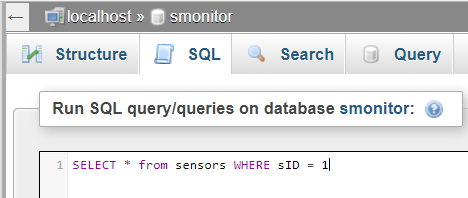 ← localhost » smonitor
Structure SQL Search Query
Run SQL query/queries on database smonitor:
1 SELECT * from sensors WHERE sID = 1